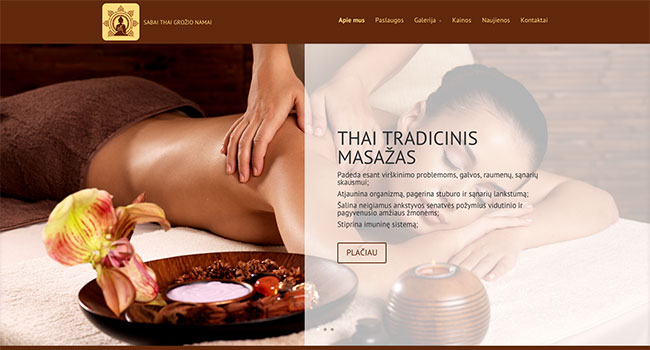 SABAI THAI GROŽIO NAMAI
Apie mus Paslaugos Galerija Kainos Naujienos Kontaktai
THAI TRADICINIS
MASAŽAS
Padeda esant virškinimo problemoms, galvos, raumenų, sąnarių
skausmui;
Atjaunina organizmą, pagerina stuburo ir sąnarių lankstumą;
Šalina neigiamus ankstyvos senatvės požymius vidutinio ir
pagyvenusio amžiaus žmonėms;
Stiprina imuninę sistemą;
PLAČIAU